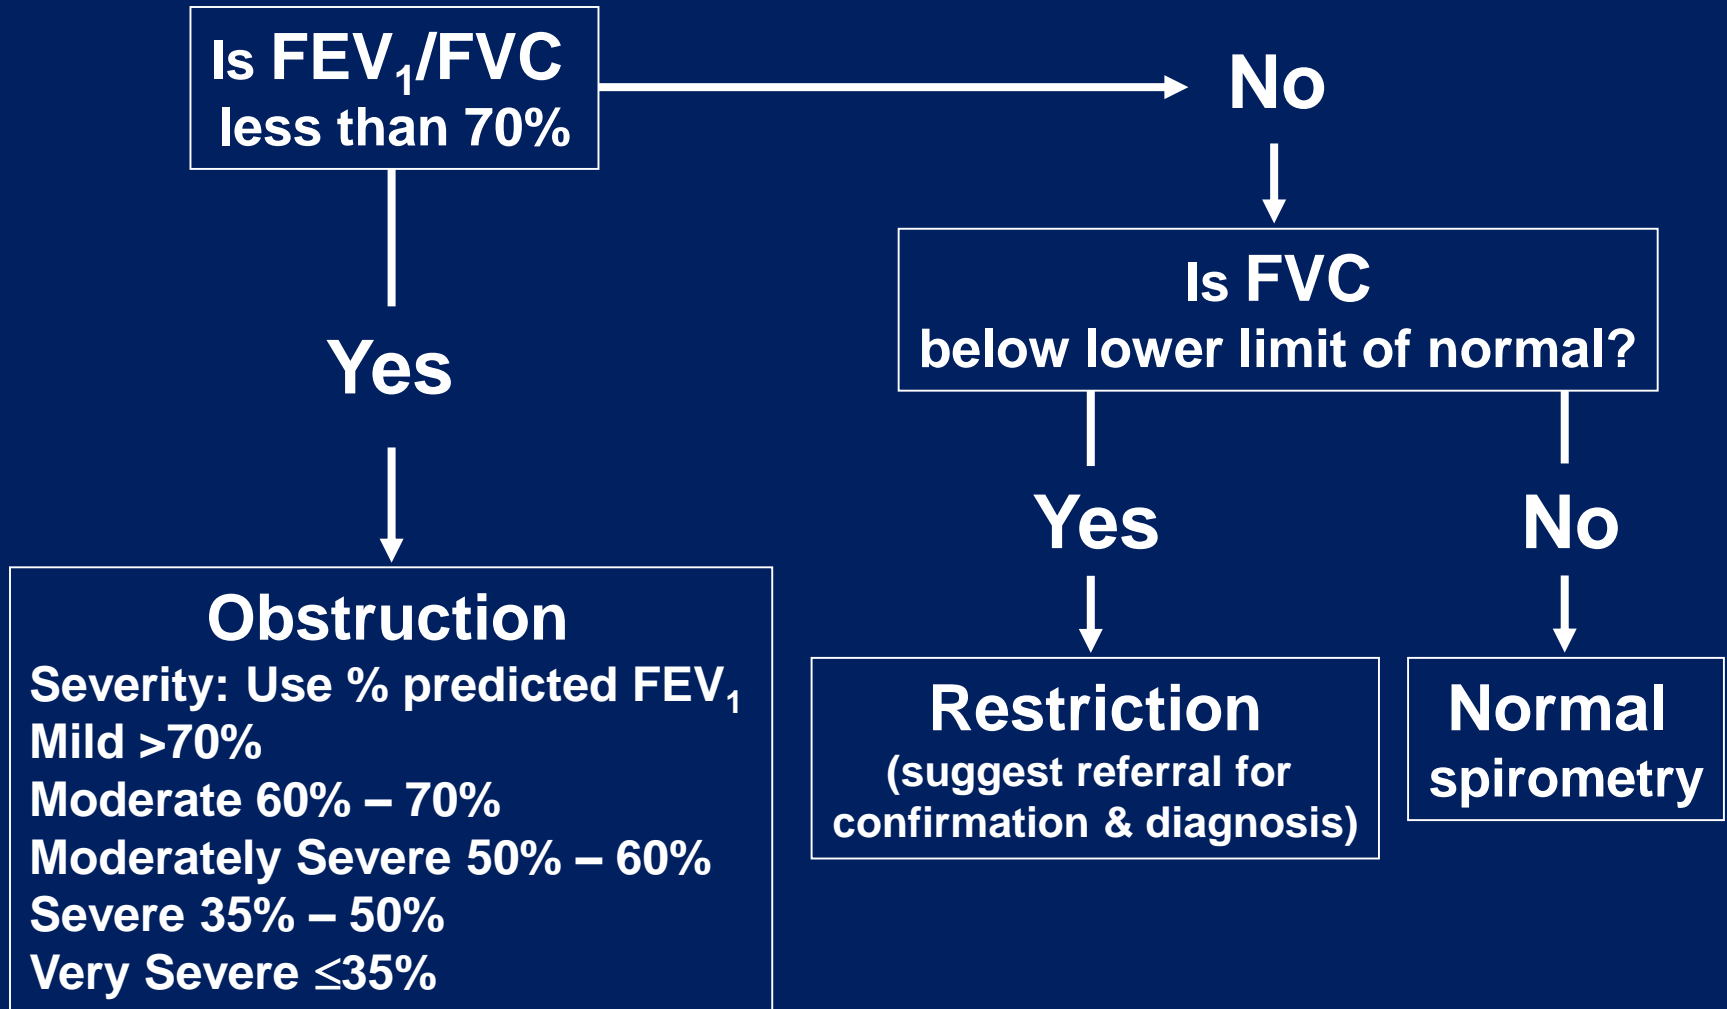 Is FEV₁/FVC
less than 70%
No
Is FVC
below lower limit of normal?
Yes
Yes
No
Obstruction
Severity: Use % predicted FEV₁
Mild >70%
Moderate 60% – 70%
Moderately Severe 50% – 60%
Severe 35% – 50%
Very Severe ≤35%
Restriction
(suggest referral for
confirmation & diagnosis)
Normal
spirometry